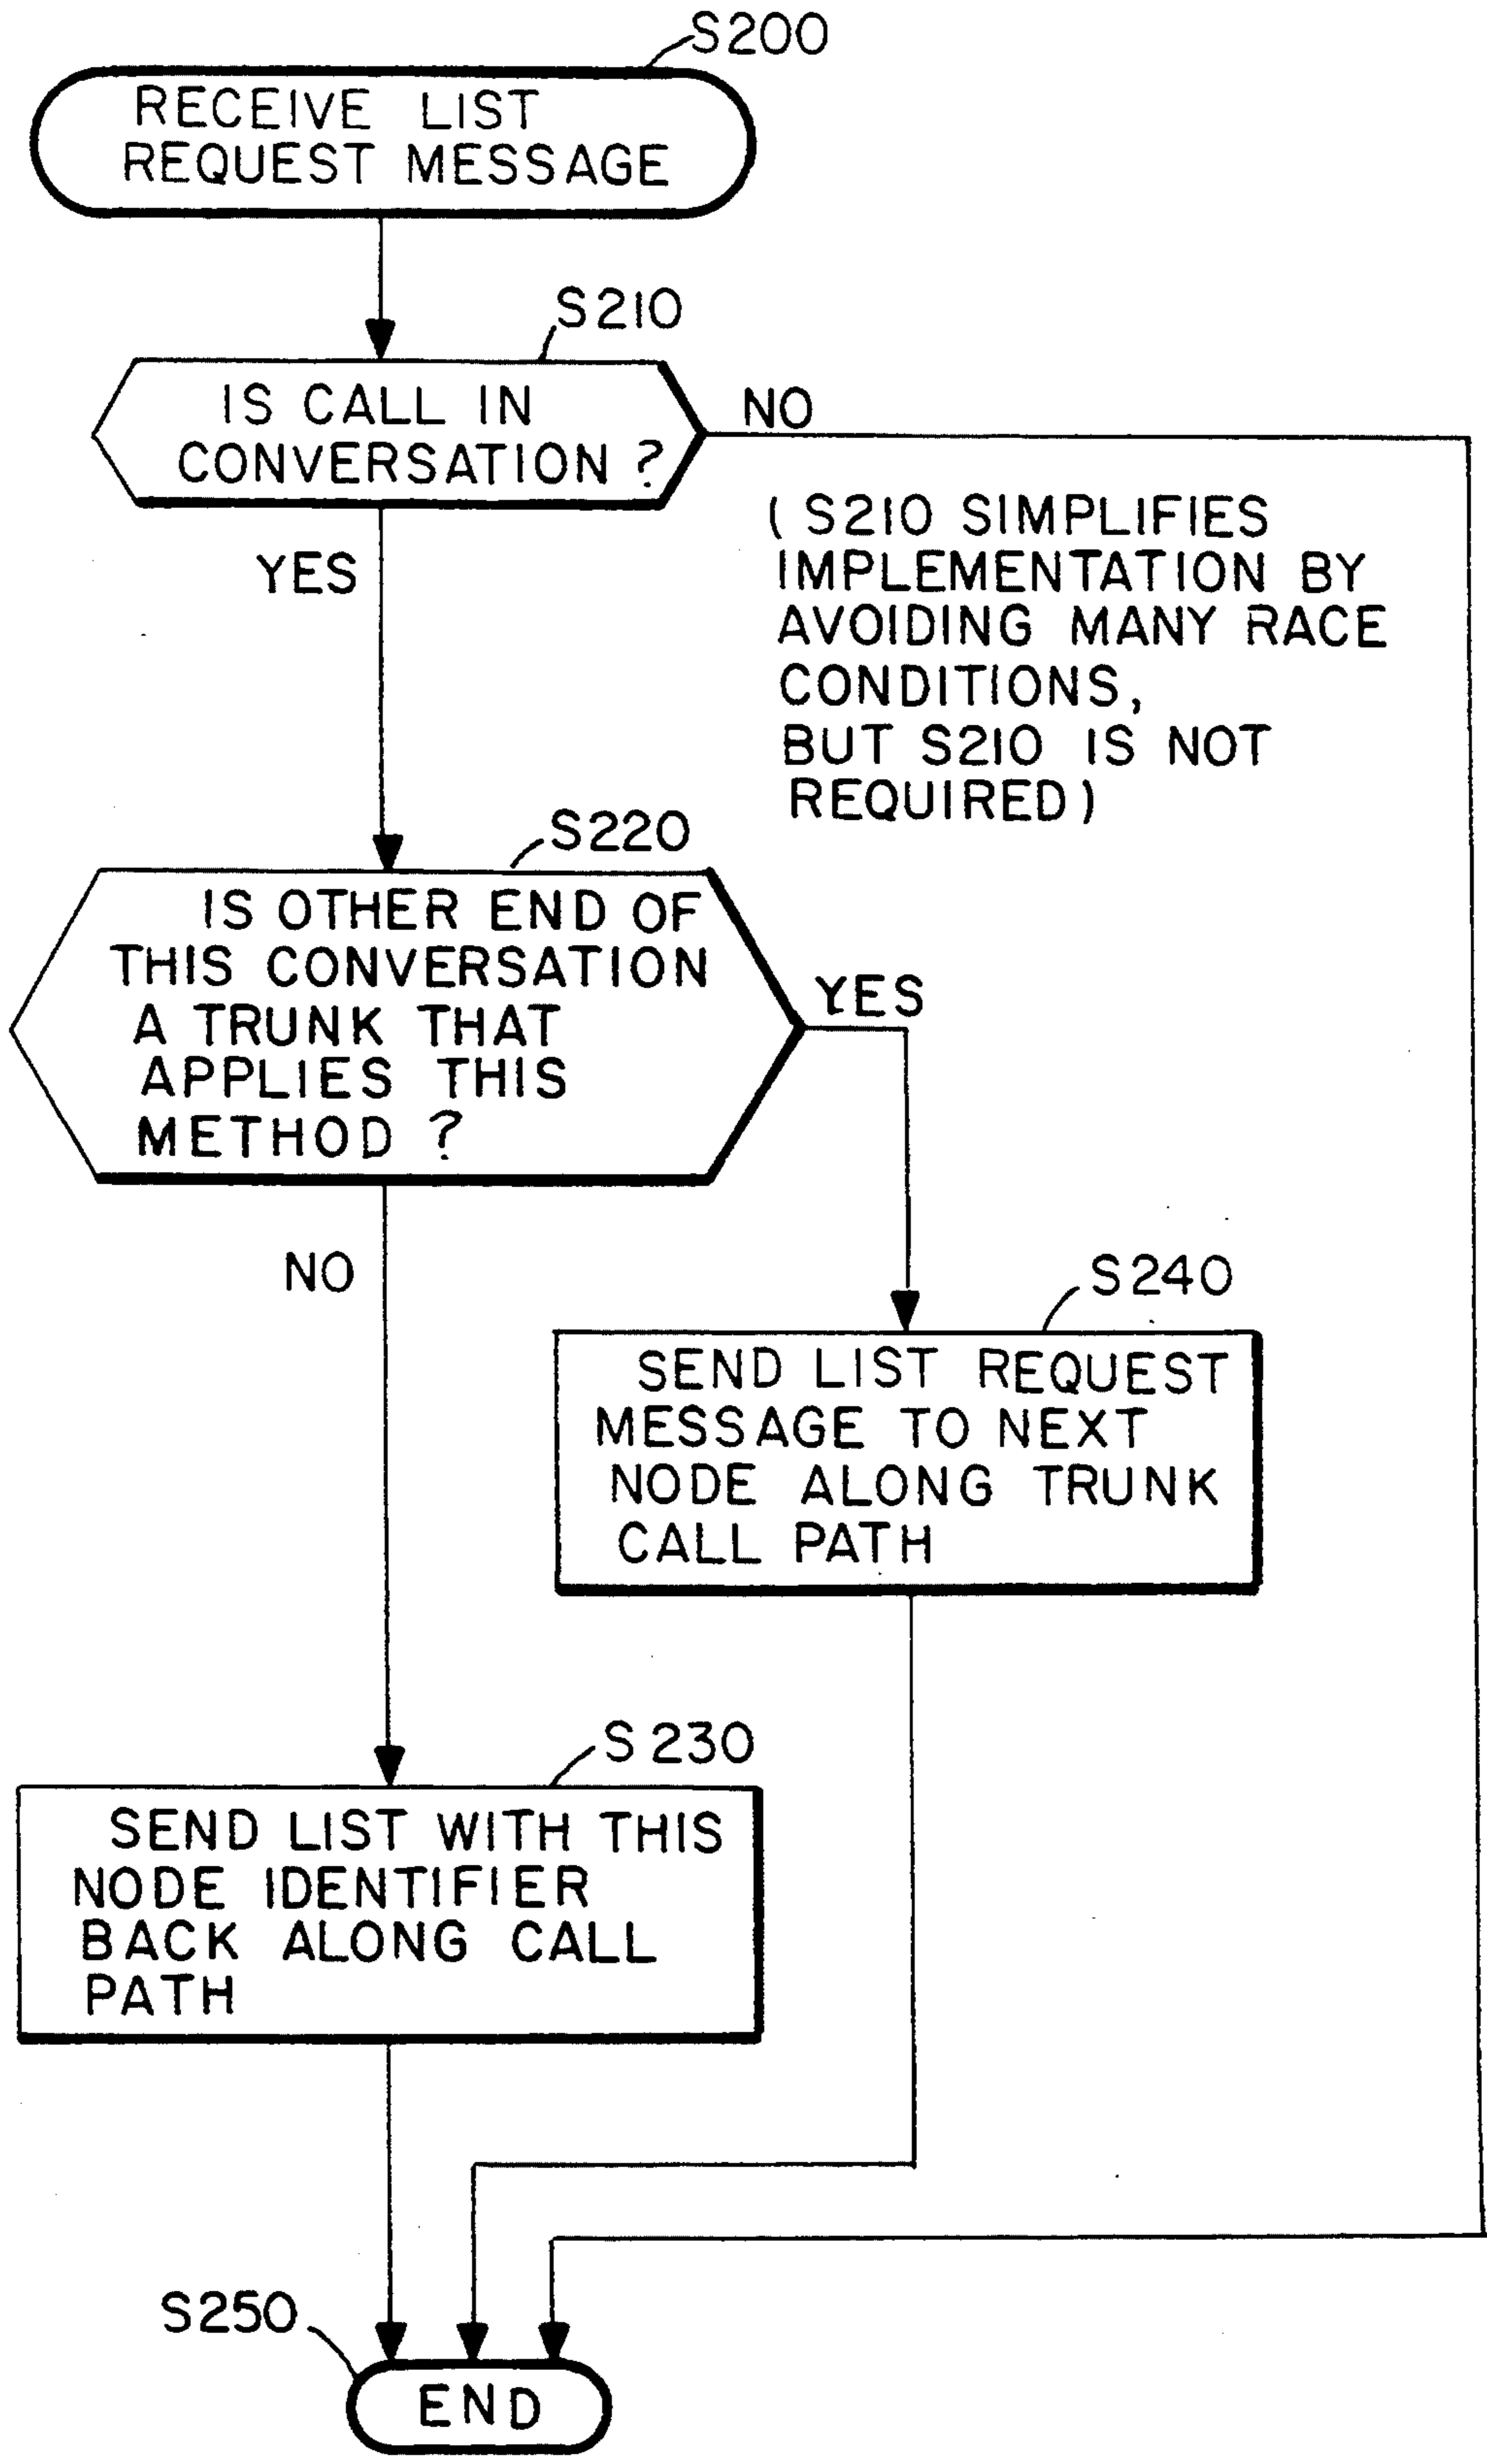 S200
RECEIVE LIST
REQUEST MESSAGE
S210
IS CALL IN
CONVERSATION ?
NO
(S210 SIMPLIFIES
IMPLEMENTATION BY
AVOIDING MANY RACE
CONDITIONS,
BUT S210 IS NOT
REQUIRED)
YES
S220
IS OTHER END OF
THIS CONVERSATION
A TRUNK THAT
APPLIES THIS
METHOD ?
YES
NO
S240
SEND LIST REQUEST
MESSAGE TO NEXT
NODE ALONG TRUNK
CALL PATH
S230
SEND LIST WITH THIS
NODE IDENTIFIER
BACK ALONG CALL
PATH
S250
END